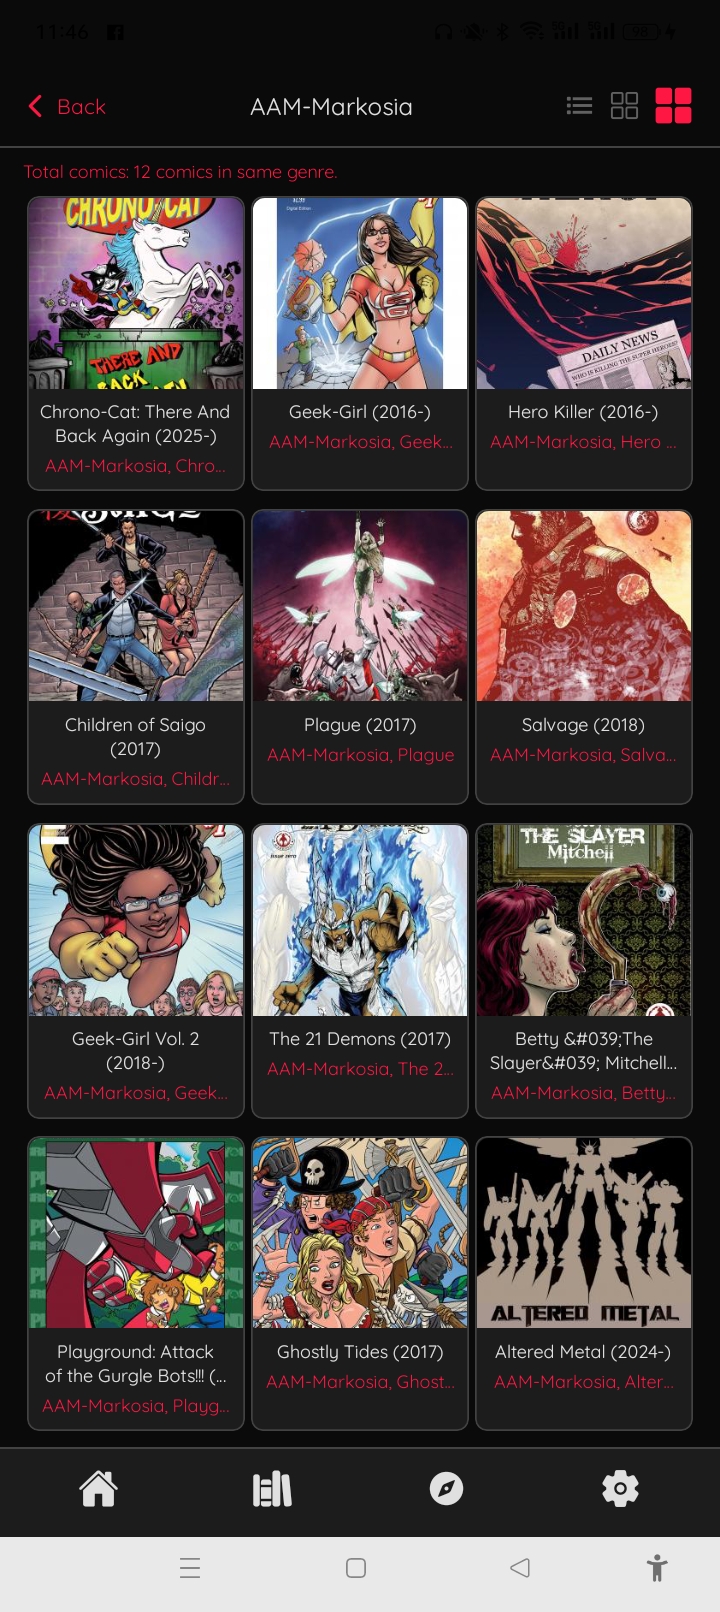 11:46
98
Back
AAM-Markosia
Total comics: 12 comics in same genre.
CHRONO-CAT
THERE AND
BACK
Digital Edition
DAILY NEWS
WHO IS KILLING THE SUPER HEROES?
Chrono-Cat: There And
Back Again (2025-)
AAM-Markosia, Chro...
Geek-Girl (2016-)
AAM-Markosia, Geek...
Hero Killer (2016-)
AAM-Markosia, Hero ...
Children of Saigo
(2017)
AAM-Markosia, Childr...
Plague (2017)
AAM-Markosia, Plague
Salvage (2018)
AAM-Markosia, Salva...
issue zero
THE SLAYER
Mitchell
Geek-Girl Vol. 2
(2018-)
AAM-Markosia, Geek...
The 21 Demons (2017)
AAM-Markosia, The 2...
Betty &#039;The
Slayer&#039; Mitchell...
AAM-Markosia, Betty...
ALTERED METAL
Playground: Attack
of the Gurgle Bots!!! (...
AAM-Markosia, Playg...
Ghostly Tides (2017)
AAM-Markosia, Ghost...
Altered Metal (2024-)
AAM-Markosia, Alter...